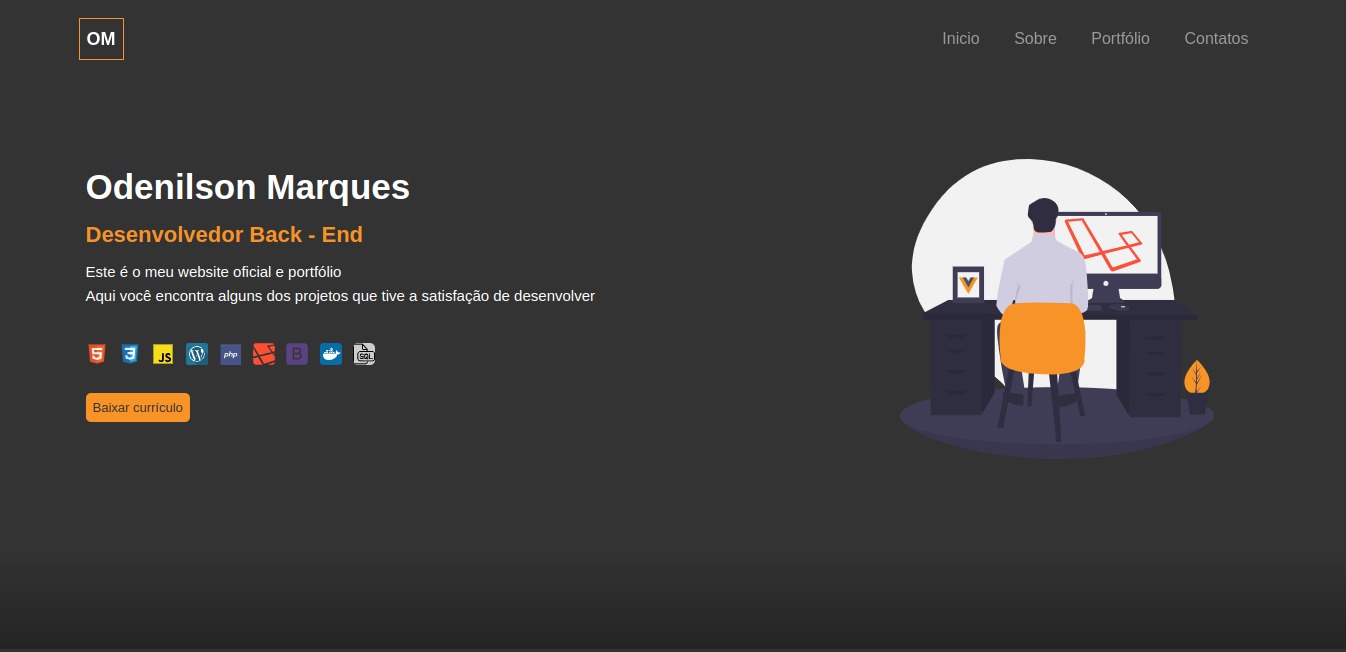 OM
Inicio Sobre Portfólio Contatos
Odenilson Marques
Desenvolvedor Back - End
Este é o meu website oficial e portfólio
Aqui você encontra alguns dos projetos que tive a satisfação de desenvolver
5 3 JS W php B SQL
Baixar currículo